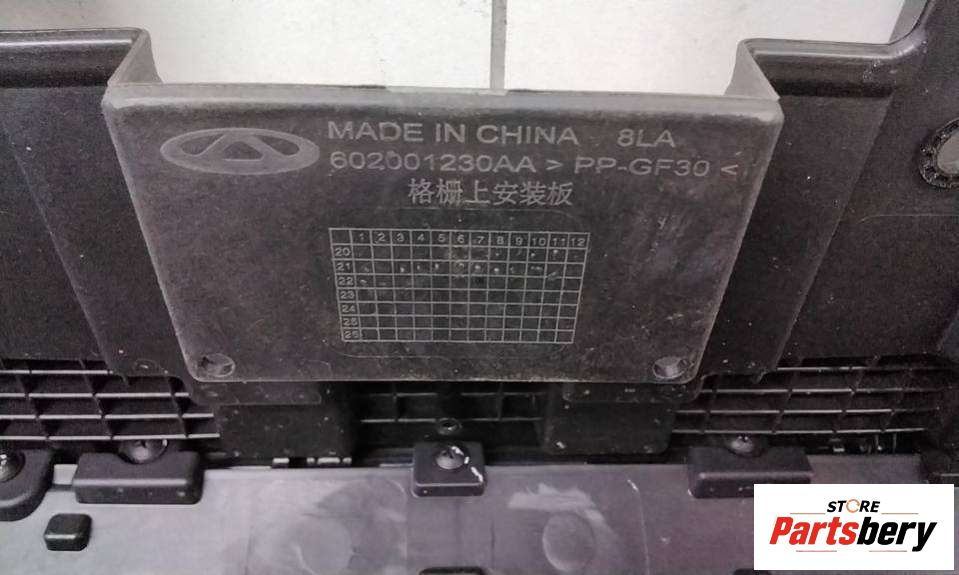 MADE IN CHINA 8LA
602001230AA > PP-GF30 <
格栅上安装板
1 2 3 4 5 6 7 8 9 10 11 12
20
21
22
23
24
25
26
STORE
Partsbery